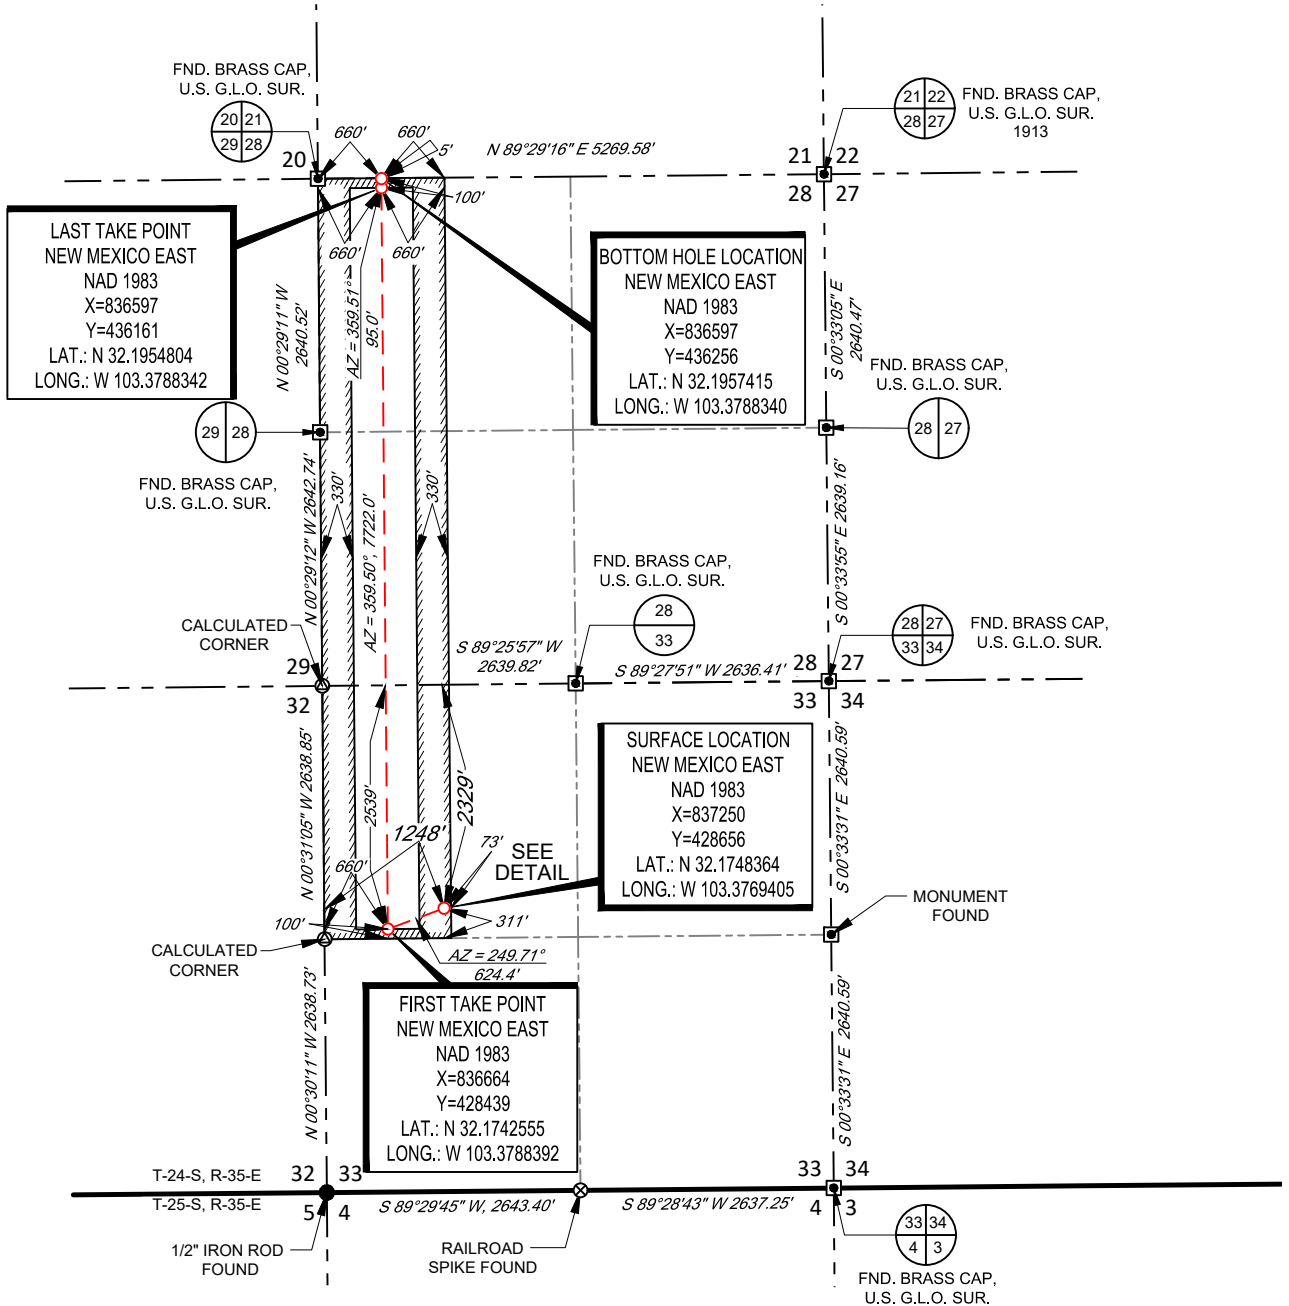 FND. BRASS CAP,
U.S. G.L.O. SUR.
20 21
29 28
20
660'
660'
5'
N 89°29'16" E 5269.58'
21 22
28 27
FND. BRASS CAP,
U.S. G.L.O. SUR.
1913
21 22
28 27
100'
660'
660'
LAST TAKE POINT
NEW MEXICO EAST
NAD 1983
X=836597
Y=436161
LAT.: N 32.1954804
LONG.: W 103.3788342
N 00°29'11" W
2640.52'
AZ = 359.51°
95.0'
BOTTOM HOLE LOCATION
NEW MEXICO EAST
NAD 1983
X=836597
Y=436256
LAT.: N 32.1957415
LONG.: W 103.3788340
S 00°33'05" E
2640.47'
FND. BRASS CAP,
U.S. G.L.O. SUR.
28 27
29 28
FND. BRASS CAP,
U.S. G.L.O. SUR.
N 00°29'12" W 2642.74'
330'
AZ = 359.50°, 7722.0'
330'
S 00°33'55" E 2639.16'
FND. BRASS CAP,
U.S. G.L.O. SUR.
28
33
CALCULATED
CORNER
29
32
S 89°25'57" W
2639.82'
S 89°27'51" W 2636.41'
28 27
33 34
28 27
33 34
FND. BRASS CAP,
U.S. G.L.O. SUR.
N 00°31'05" W 2638.85'
2539'
2329'
1248'
660'
73'
SEE
DETAIL
SURFACE LOCATION
NEW MEXICO EAST
NAD 1983
X=837250
Y=428656
LAT.: N 32.1748364
LONG.: W 103.3769405
S 00°33'31" E 2640.59'
MONUMENT
FOUND
100'
311'
CALCULATED
CORNER
AZ = 249.71°
624.4'
N 00°30'11" W 2638.73'
FIRST TAKE POINT
NEW MEXICO EAST
NAD 1983
X=836664
Y=428439
LAT.: N 32.1742555
LONG.: W 103.3788392
S 00°33'31" E 2640.59'
T-24-S, R-35-E
T-25-S, R-35-E
32 33
5 4
S 89°29'45" W, 2643.40'
S 89°28'43" W 2637.25'
33 34
4 3
1/2" IRON ROD
FOUND
RAILROAD
SPIKE FOUND
33 34
4 3
FND. BRASS CAP,
U.S. G.L.O. SUR.